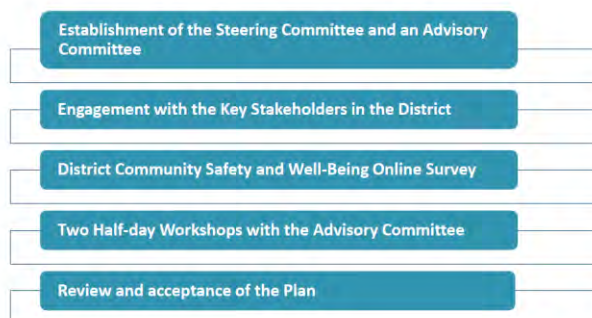 Establishment of the Steering Committee and an Advisory
Committee
Engagement with the Key Stakeholders in the District
District Community Safety and Well-Being Online Survey
Two Half-day Workshops with the Advisory Committee
Review and acceptance of the Plan